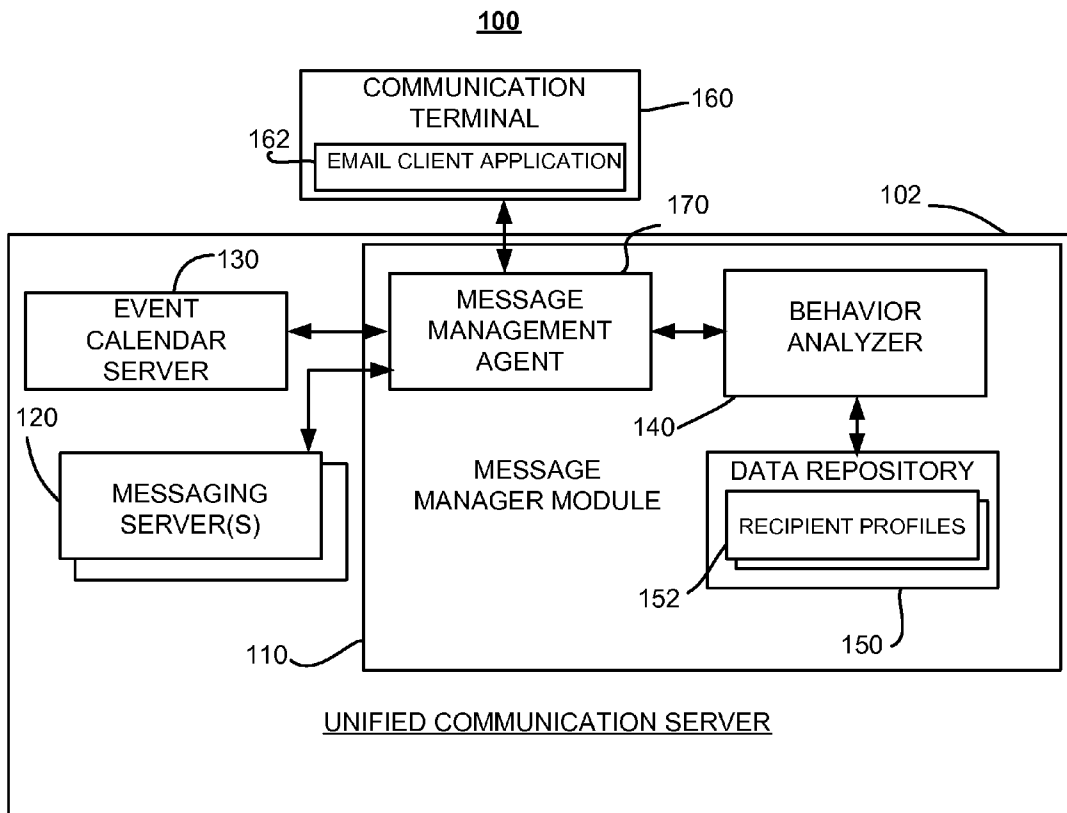 100
COMMUNICATION
TERMINAL
160
162
EMAIL CLIENT APPLICATION
102
170
130
EVENT
CALENDAR
SERVER
MESSAGE
MANAGEMENT
AGENT
BEHAVIOR
ANALYZER
120
140
MESSAGING
SERVER(S)
MESSAGE
MANAGER MODULE
DATA REPOSITORY
RECIPIENT PROFILES
152
150
110
UNIFIED COMMUNICATION SERVER